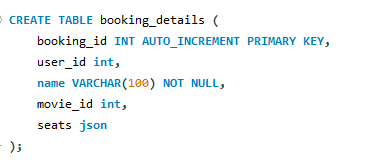 CREATE TABLE booking_details (
booking_id INT AUTO_INCREMENT PRIMARY KEY,
user_id int,
name VARCHAR(100) NOT NULL,
movie_id int,
seats json
);